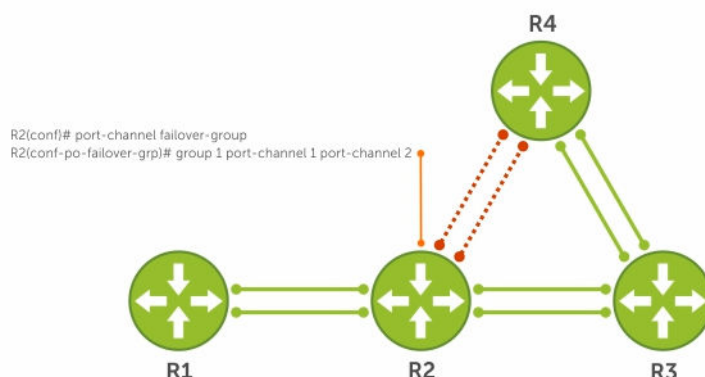 R4
R2(conf)# port-channel failover-group
R2(conf-po-failover-grp)# group 1 port-channel 1 port-channel 2
R1
R2
R3